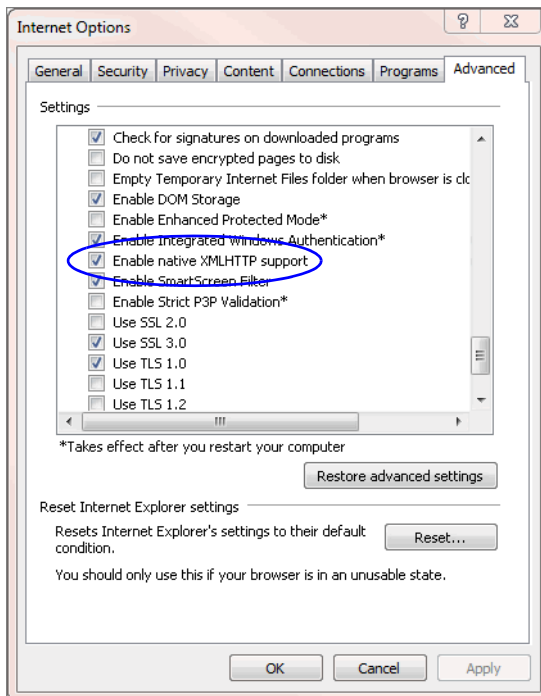 Internet Options
General Security Privacy Content Connections Programs Advanced
Settings
Check for signatures on downloaded programs
Do not save encrypted pages to disk
Empty Temporary Internet Files folder when browser is clo
Enable DOM Storage
Enable Enhanced Protected Mode*
Enable Integrated Windows Authentication*
Enable native XMLHTTP support
Enable SmartScreen Filter
Enable Strict P3P Validation*
Use SSL 2.0
Use SSL 3.0
Use TLS 1.0
Use TLS 1.1
Use TLS 1.2
*Takes effect after you restart your computer
Restore advanced settings
Reset Internet Explorer settings
Resets Internet Explorer's settings to their default
condition.
Reset...
You should only use this if your browser is in an unusable state.
OK Cancel Apply